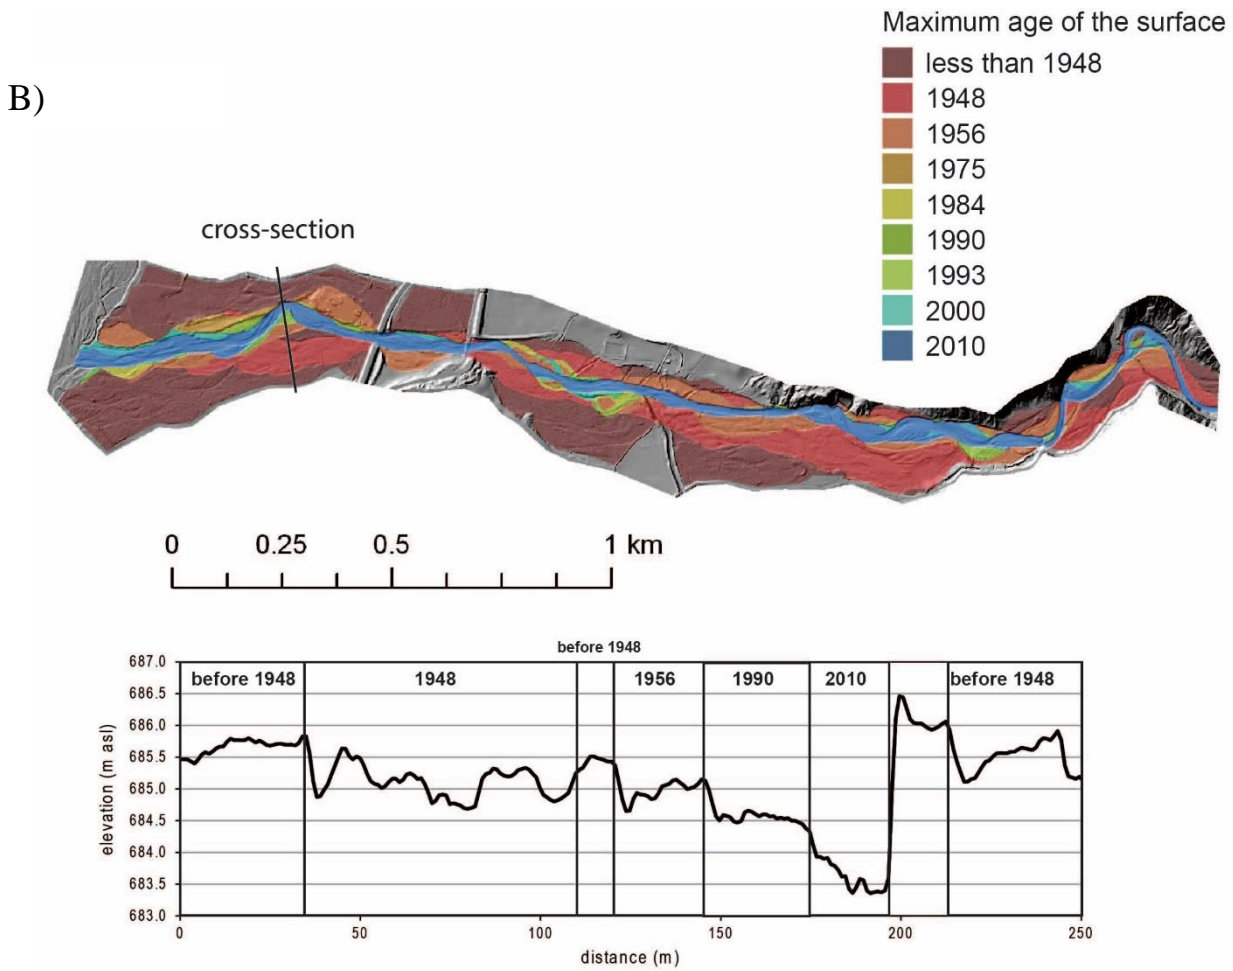 Maximum age of the surface
less than 1948
B)
1948
1956
1975
1984
1990
1993
2000
2010
cross-section
0 0.25 0.5 1 km
before 1948
687.0
686.5
686.0
685.5
685.0
684.5
684.0
683.5
683.0
elevation (m asl)
before 1948 1948 1956 1990 2010 before 1948
0 50 100 150 200 250
distance (m)